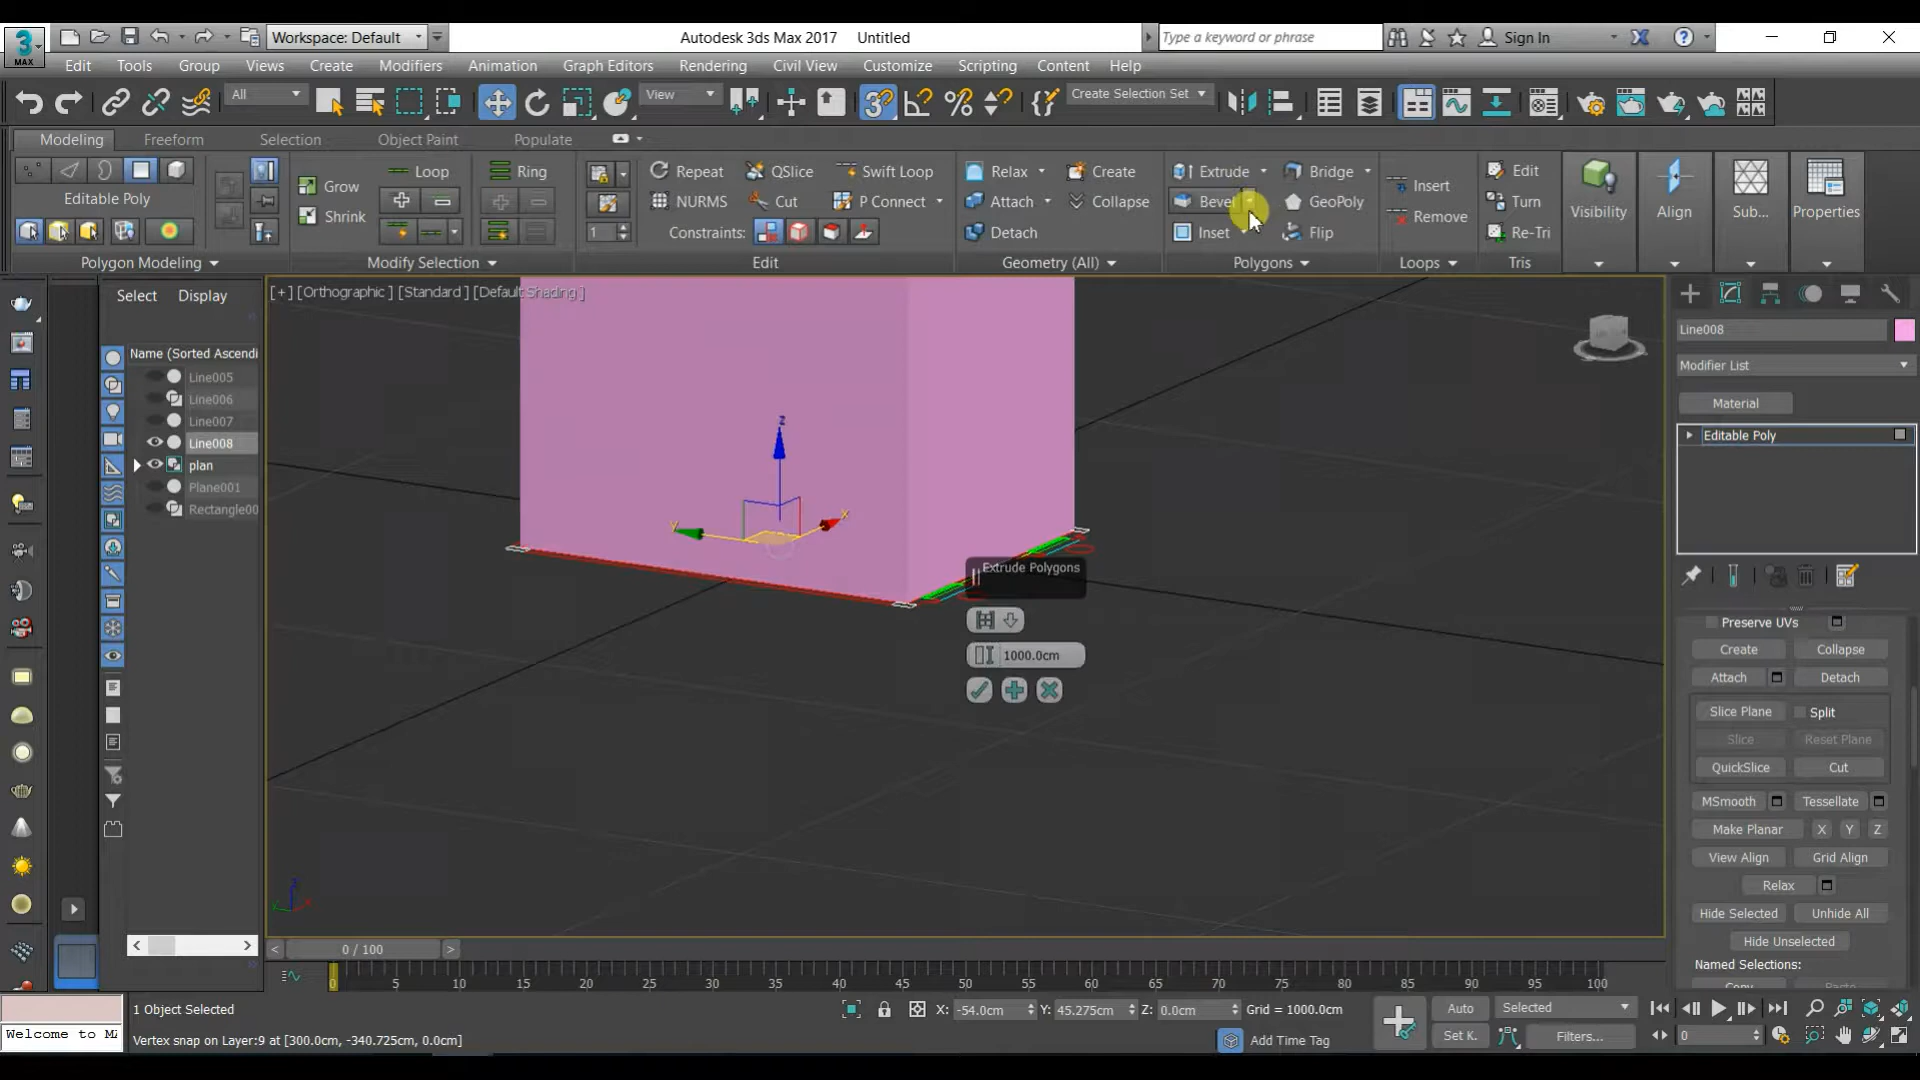 3
MAX
Workspace: Default
Autodesk 3ds Max 2017 Untitled
Type a keyword or phrase
Sign In
Edit Tools Group Views Create Modifiers Animation Graph Editors Rendering Civil View Customize Scripting Content Help
All
View
Create Selection Set
Modeling Freeform Selection Object Paint Populate
Editable Poly
Polygon Modeling
Grow
Shrink
Loop
Ring
Modify Selection
Repeat QSlice Swift Loop
NURMS Cut P Connect
1
Constraints:
Edit
Relax Create
Attach Collapse
Detach
Geometry (All)
Extrude Bridge
Bevel GeoPoly
Inset Flip
Polygons
Insert
Remove
Loops
Edit
Turn
Re-Tri
Tris
Visibility
Align
Sub...
Properties
Select Display
Name (Sorted Ascendi
Line005
Line006
Line007
Line008
plan
Plane001
Rectangle00
[+] [Orthographic ] [Standard ] [Default Shading ]
z
y
x
Extrude Polygons
1000.0cm
Line008
Modifier List
Material
Editable Poly
Preserve UVs
Create Collapse
Attach Detach
Slice Plane Split
Slice Reset Plane
QuickSlice Cut
MSmooth Tessellate
Make Planar X Y Z
View Align Grid Align
Relax
Hide Selected Unhide All
Hide Unselected
Named Selections:
Copy Paste
< 0 / 100 >
0 5 10 15 20 25 30 35 40 45 50 55 60 65 70 75 80 85 90 95 100
Welcome to M
1 Object Selected
Vertex snap on Layer:9 at [300.0cm, -340.725cm, 0.0cm]
X: -54.0cm Y: 45.275cm Z: 0.0cm Grid = 1000.0cm
Add Time Tag
Auto Selected
Set K. Filters...
0